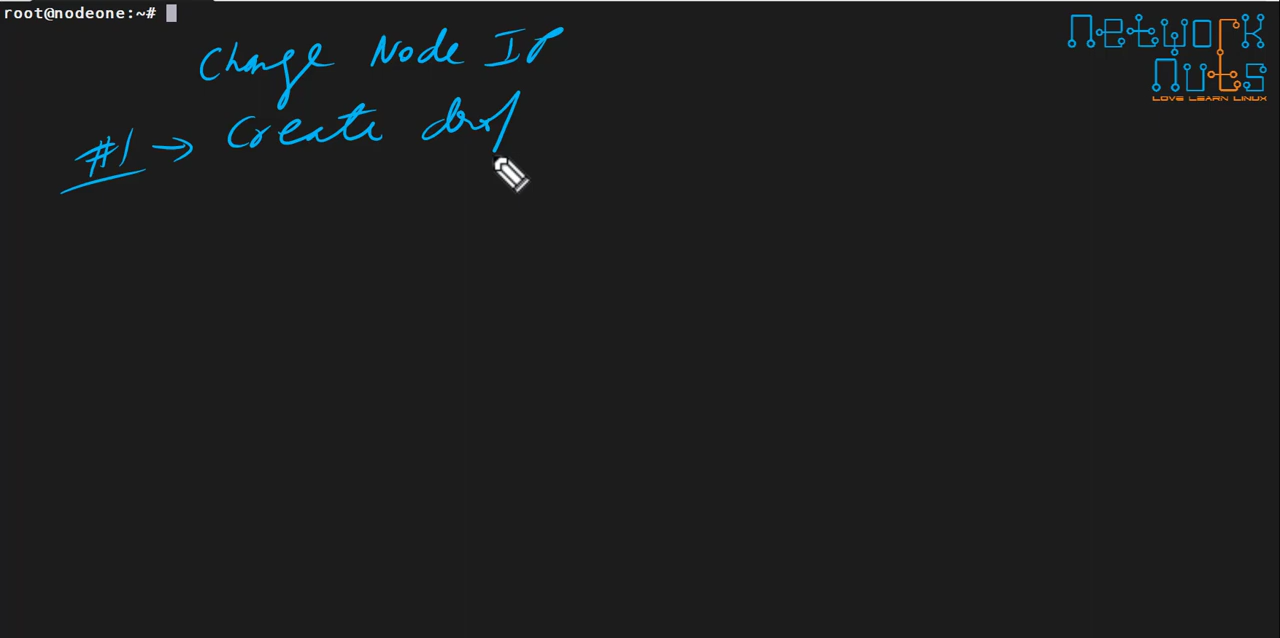 root@nodeone:~#
Change Node IP
#1 → Create
NETWORK
NUTS
LOVE LEARN LINUX